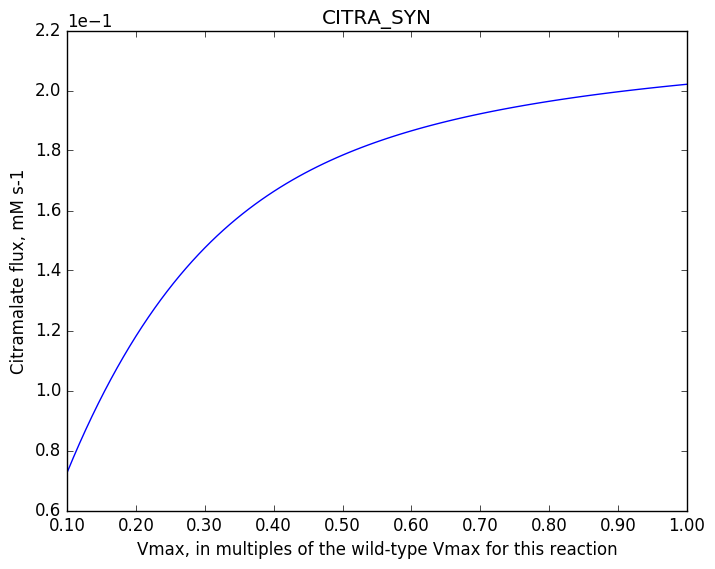 CITRA_SYN
1e−1
2.2
2.0
1.8
1.6
1.4
1.2
1.0
0.8
0.6
Citramalate flux, mM s-1
0.10 0.20 0.30 0.40 0.50 0.60 0.70 0.80 0.90 1.00
Vmax, in multiples of the wild-type Vmax for this reaction